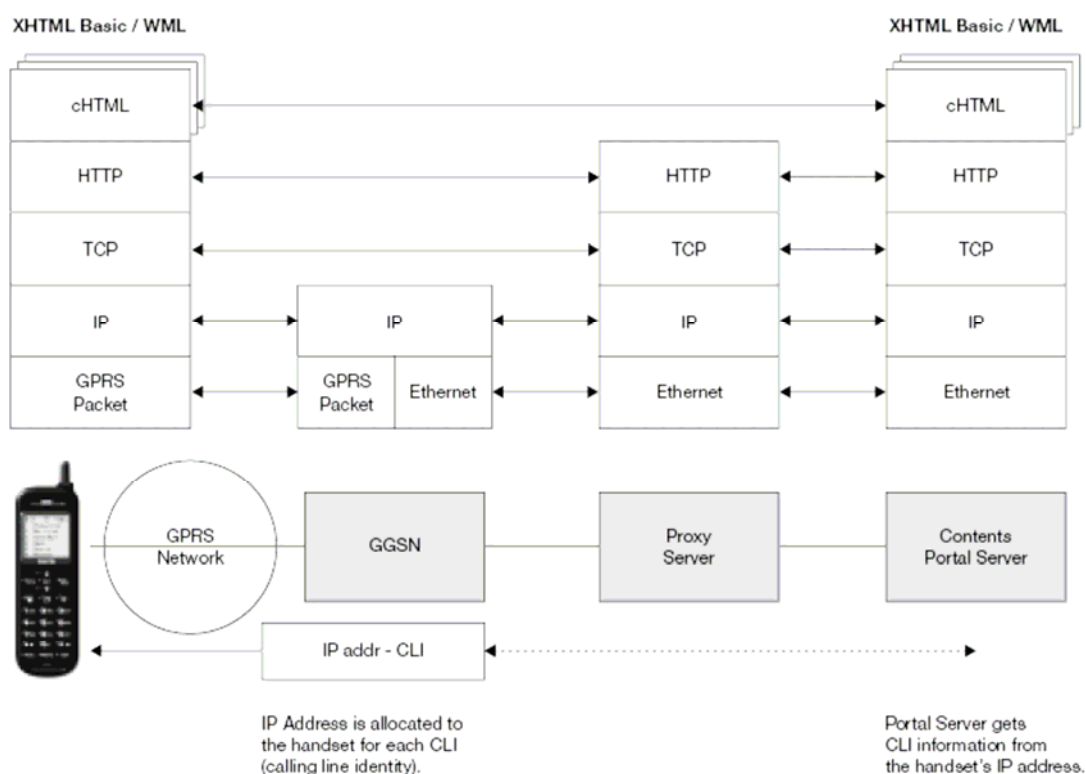 XHTML Basic / WML
XHTML Basic / WML
cHTML
cHTML
HTTP
HTTP
HTTP
TCP
TCP
TCP
IP
IP
IP
IP
GPRS
Packet
GPRS
Packet
Ethernet
Ethernet
Ethernet
GPRS
Network
GGSN
Proxy
Server
Contents
Portal Server
IP addr - CLI
IP Address is allocated to
the handset for each CLI
(calling line identity).
Portal Server gets
CLI information from
the handset's IP address.